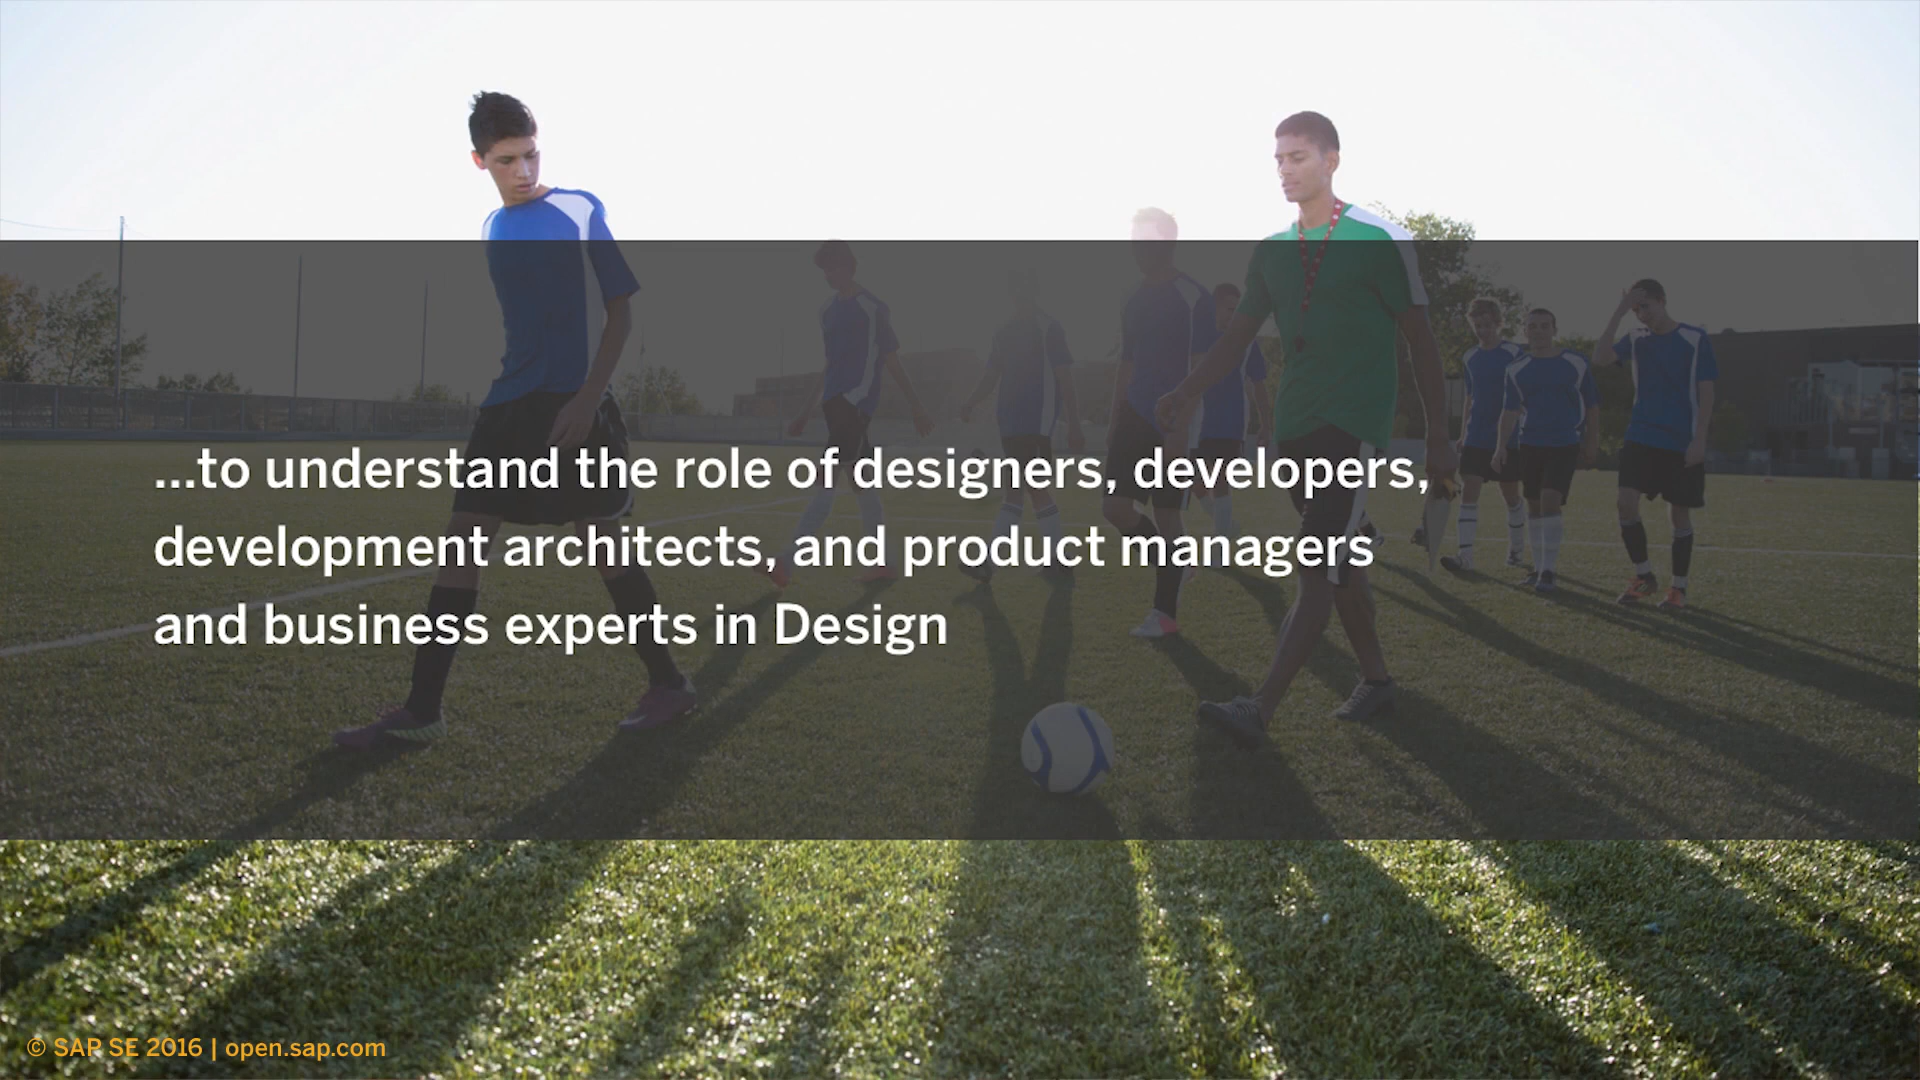 ...to understand the role of designers, developers,
development architects, and product managers
and business experts in Design
© SAP SE 2016 | open.sap.com